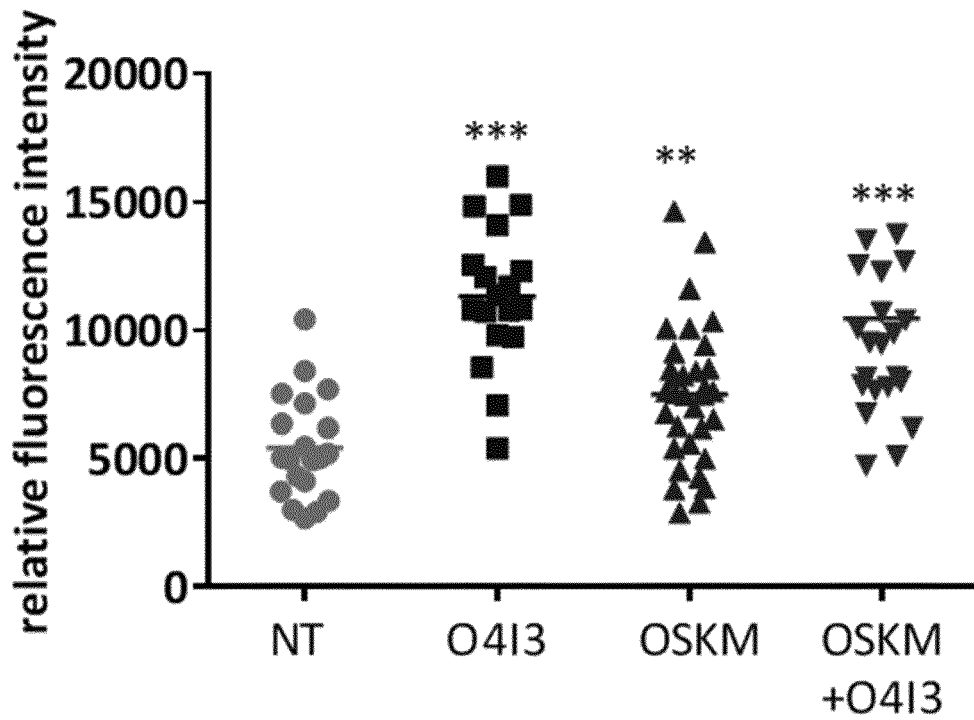 relative fluorescence intensity
20000
15000
10000
5000
0
***
**
***
NT
O4I3
OSKM
OSKM
+O4I3